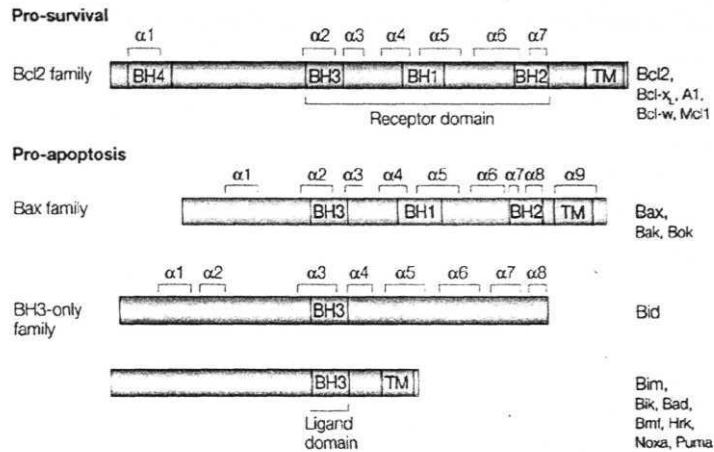 Pro-survival
α1 α2 α3 α4 α5 α6 α7
Bcl2 family BH4 BH3 BH1 BH2 TM Bcl2,
Bcl-xL, A1,
Bcl-w, Mcl1
Receptor domain
Pro-apoptosis
α1 α2 α3 α4 α5 α6 α7 α8 α9
Bax family BH3 BH1 BH2 TM Bax,
Bak, Bok
α1 α2 α3 α4 α5 α6 α7 α8
BH3-only
family
BH3 Bid
BH3 TM Bim,
Bik, Bad,
Bmf, Hrk,
Noxa, Puma
Ligand
domain